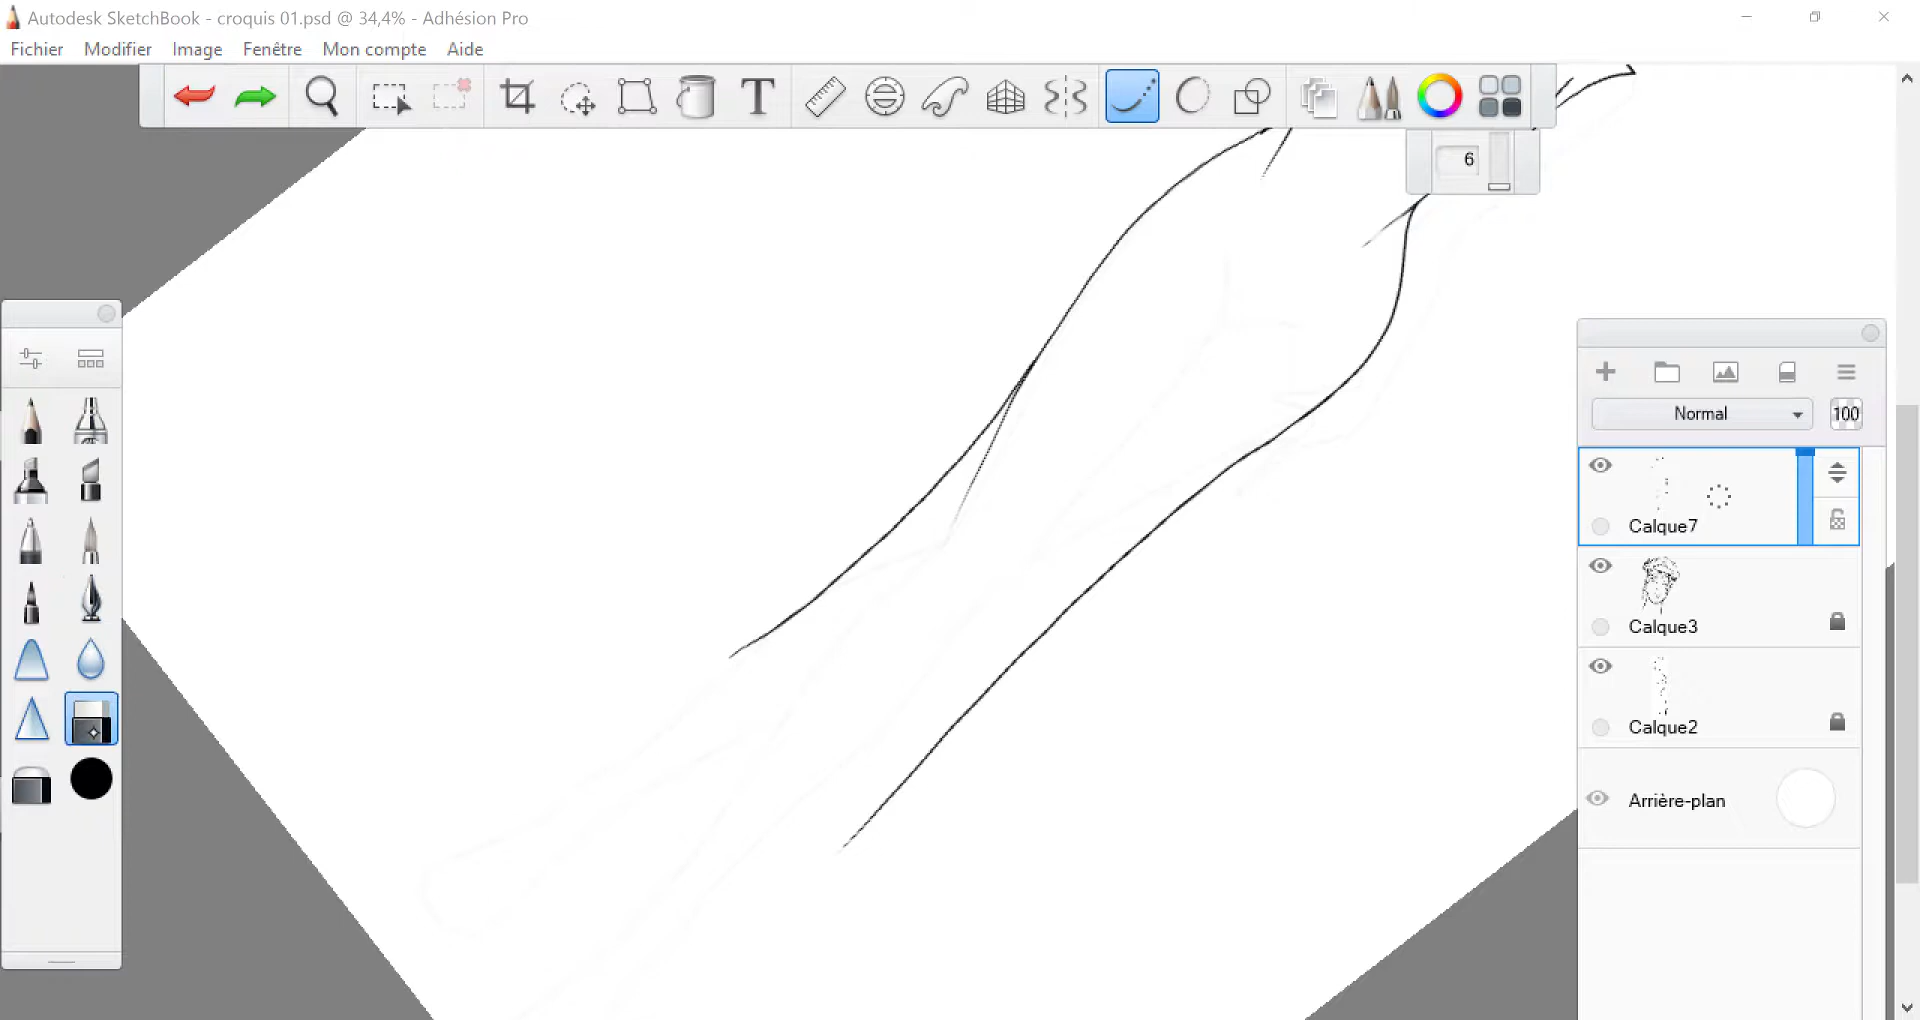 Autodesk SketchBook - croquis 01.psd @ 34,4% - Adhésion Pro
Fichier Modifier Image Fenêtre Mon compte Aide
T
6
Normal 100
Calque7
Calque3
Calque2
Arrière-plan